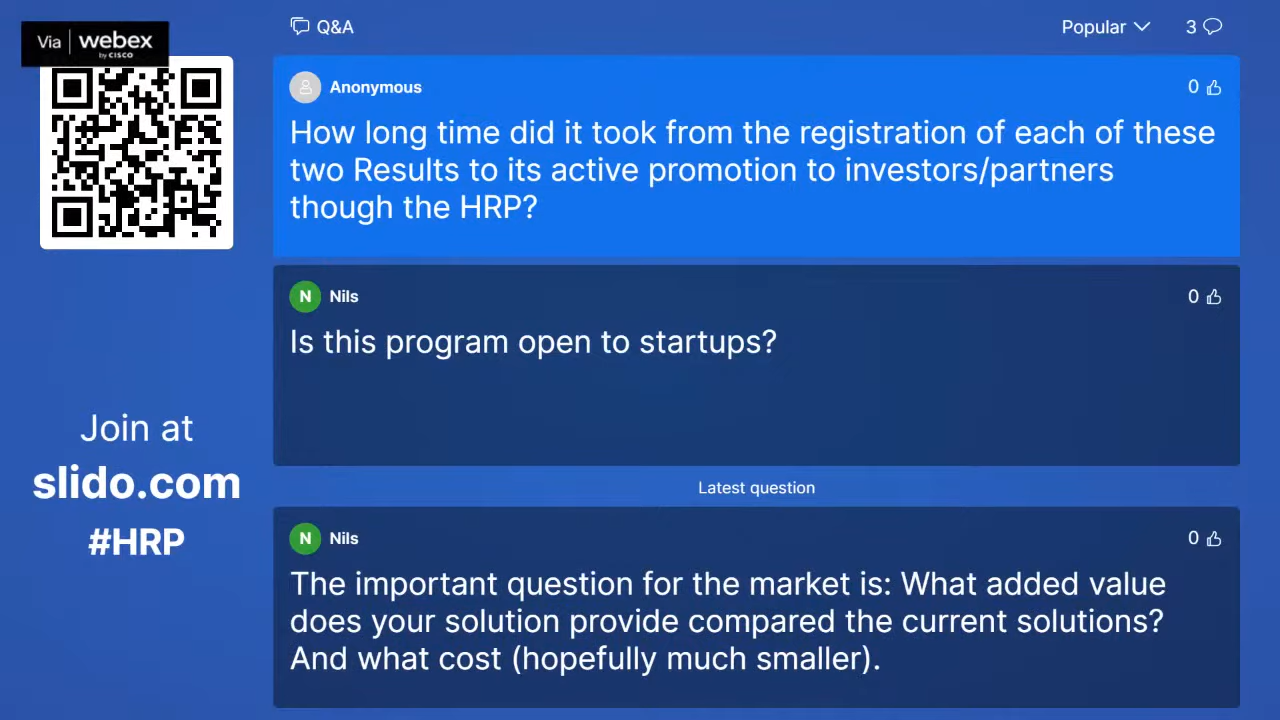 Via webex
by CISCO
Q&A
Popular
3
Anonymous
0
How long time did it took from the registration of each of these
two Results to its active promotion to investors/partners
though the HRP?
N Nils
0
Is this program open to startups?
Join at
slido.com
#HRP
Latest question
N Nils
0
The important question for the market is: What added value
does your solution provide compared the current solutions?
And what cost (hopefully much smaller).